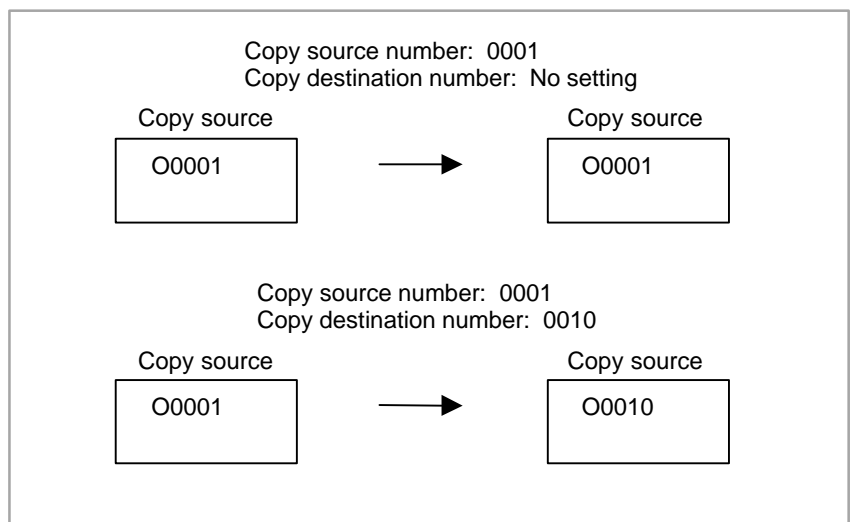 Copy source number: 0001
Copy destination number: No setting
Copy source Copy source
O0001 O0001
Copy source number: 0001
Copy destination number: 0010
Copy source Copy source
O0001 O0010